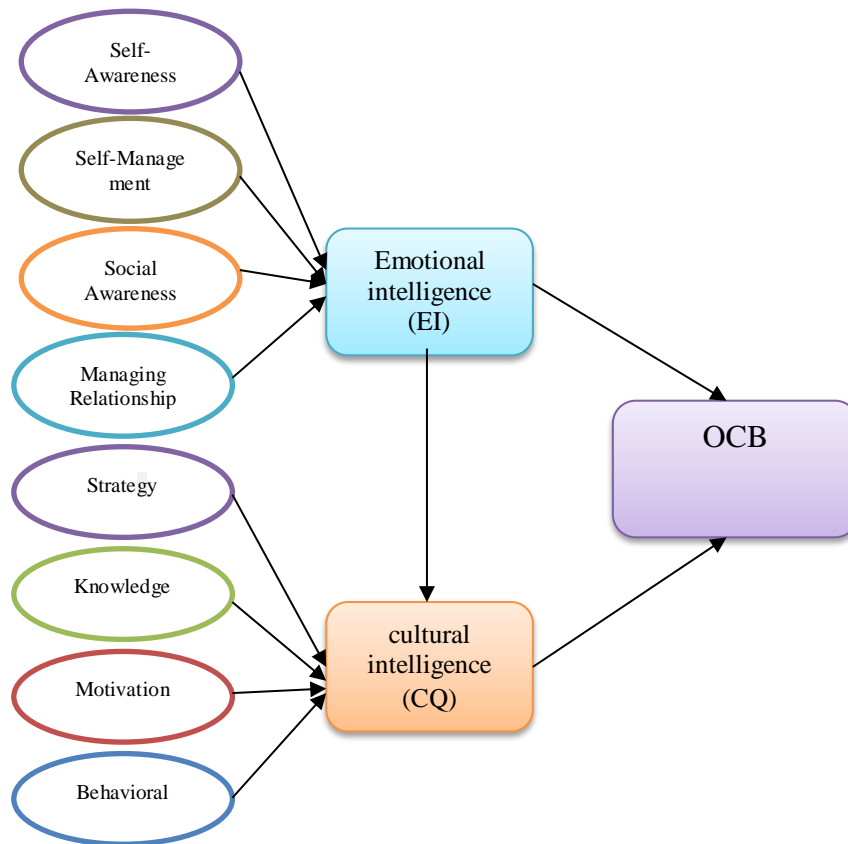 Self-
Awareness
Self-Manage
ment
Social
Awareness
Managing
Relationship
Strategy
Knowledge
Motivation
Behavioral
Emotional
intelligence
(EI)
cultural
intelligence
(CQ)
OCB